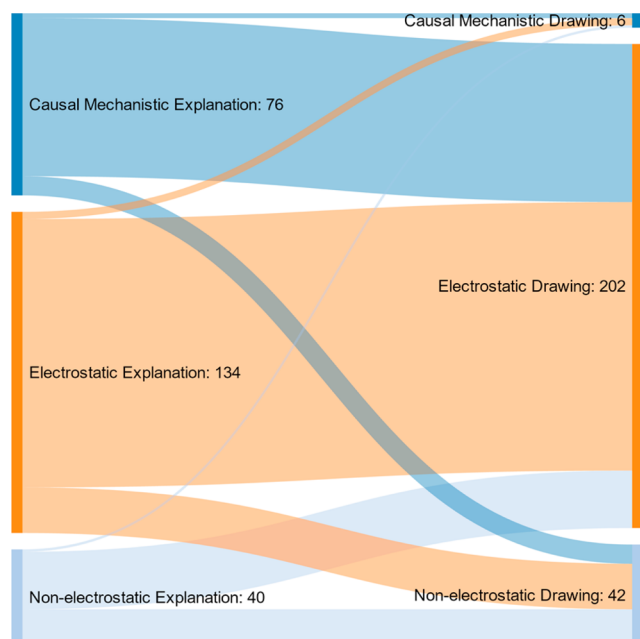 Causal Mechanistic Drawing: 6
Causal Mechanistic Explanation: 76
Electrostatic Drawing: 202
Electrostatic Explanation: 134
Non-electrostatic Explanation: 40
Non-electrostatic Drawing: 42